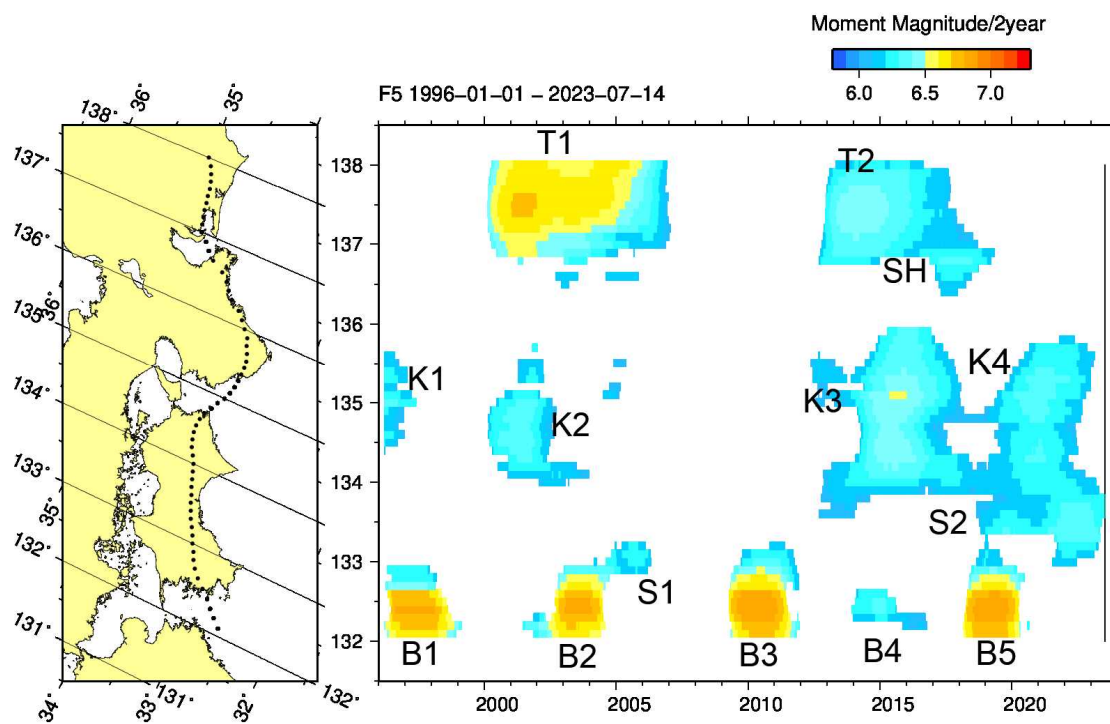 Moment Magnitude/2year
6.0 6.5 7.0
F5 1996-01-01 - 2023-07-14
36° 35°
138°
137°
136°
135°
36°
134°
133°
35°
132°
131°
34° 33° 131° 32° 132°
138
137
136
135
134
133
132
T1
T2
SH
K1
K2
K3
K4
S2
S1
B1 B2 B3 B4 B5
2000 2005 2010 2015 2020